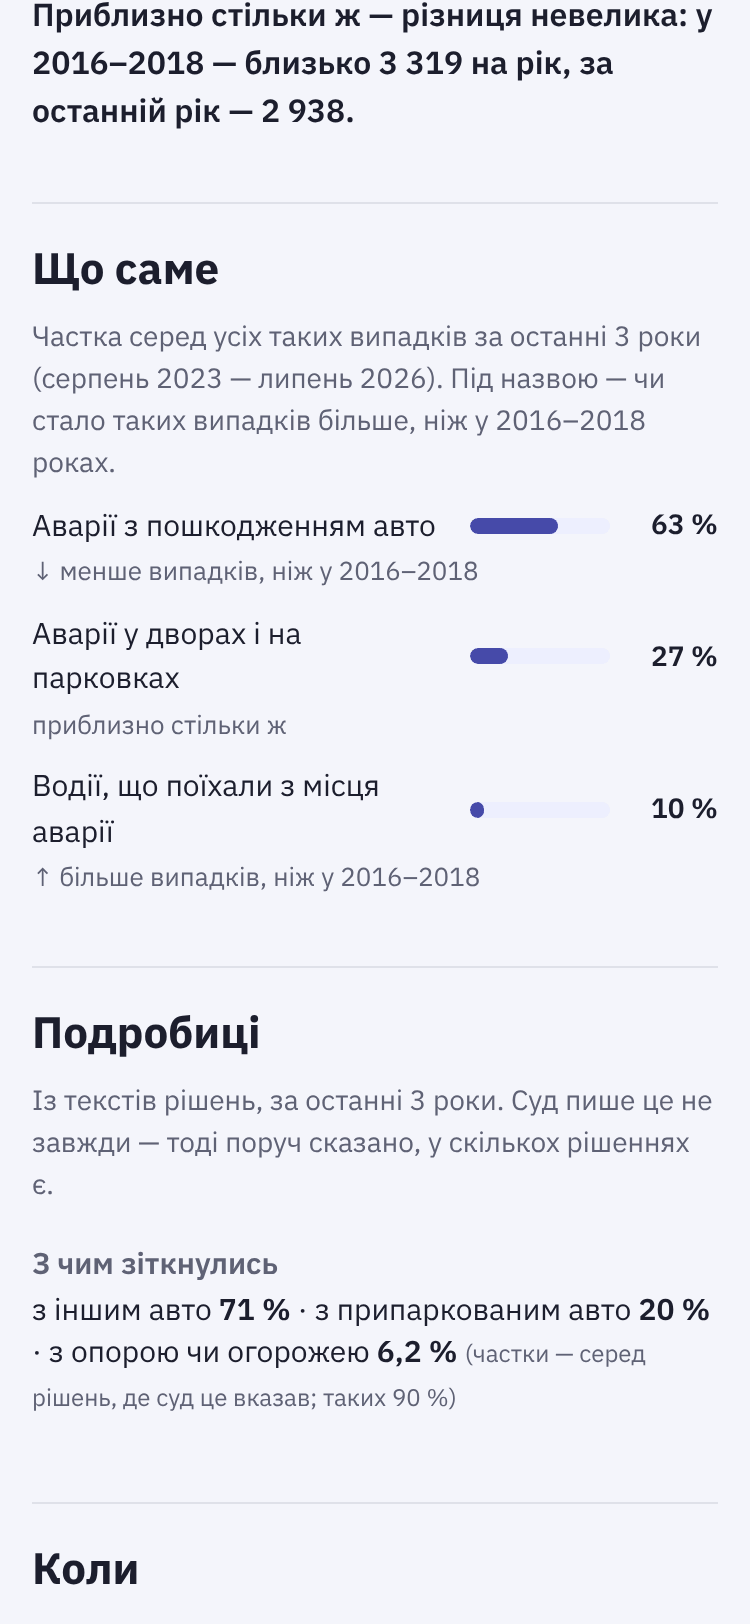 Приблизно стільки ж — різниця невелика: у
2016–2018 — близько 3 319 на рік, за
останній рік — 2 938.
Що саме
Частка серед усіх таких випадків за останні 3 роки
(серпень 2023 — липень 2026). Під назвою — чи
стало таких випадків більше, ніж у 2016–2018
роках.
Аварії з пошкодженням авто 63 %
↓ менше випадків, ніж у 2016–2018
Аварії у дворах і на
парковках 27 %
приблизно стільки ж
Водії, що поїхали з місця
аварії 10 %
↑ більше випадків, ніж у 2016–2018
Подробиці
Із текстів рішень, за останні 3 роки. Суд пише це не
завжди — тоді поруч сказано, у скількох рішеннях
є.
З чим зіткнулись
з іншим авто 71 % · з припаркованим авто 20 %
· з опорою чи огорожею 6,2 % (частки — серед
рішень, де суд це вказав; таких 90 %)
Коли